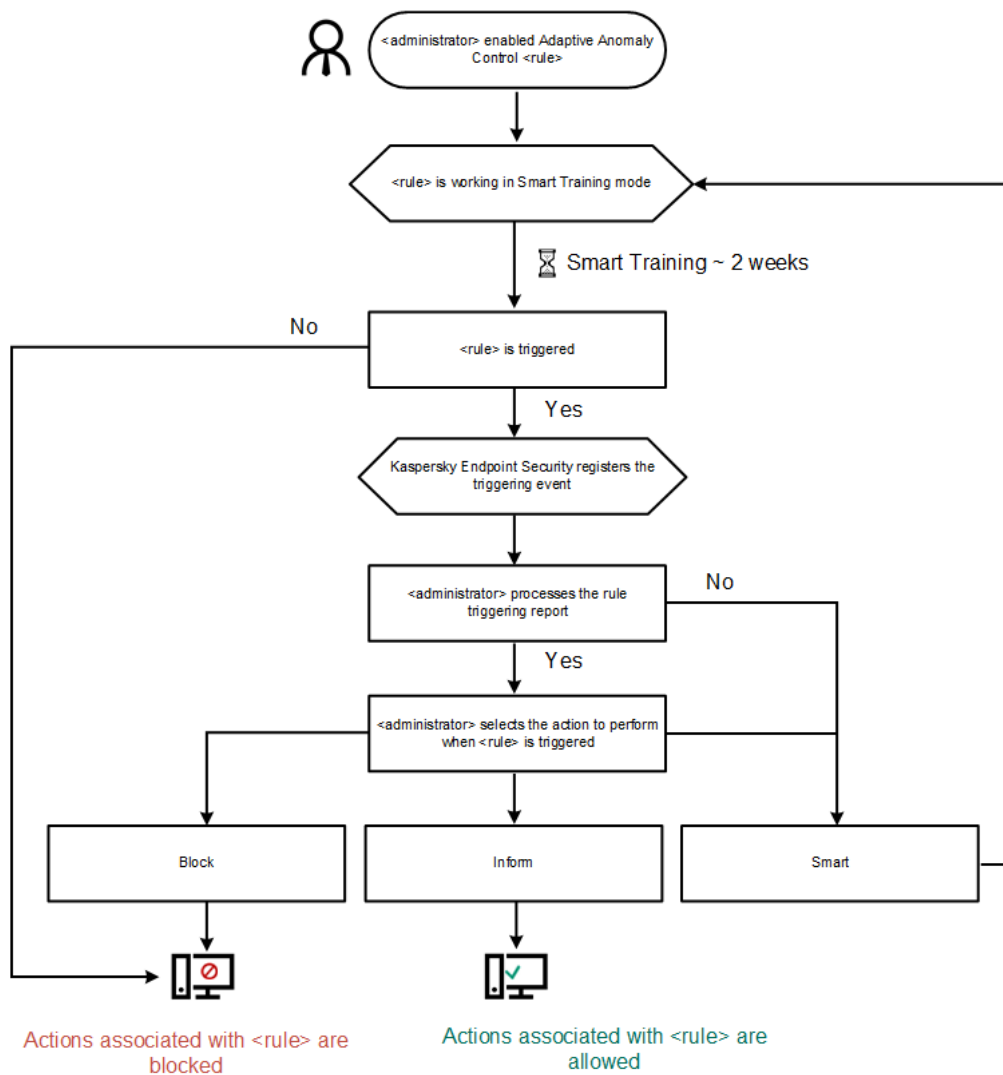 <administrator> enabled Adaptive Anomaly
Control <rule>
<rule> is working in Smart Training mode
Smart Training ~ 2 weeks
No
<rule> is triggered
Yes
Kaspersky Endpoint Security registers the
triggering event
<administrator> processes the rule
triggering report
No
Yes
<administrator> selects the action to perform
when <rule> is triggered
Block
Inform
Smart
Actions associated with <rule> are
blocked
Actions associated with <rule> are
allowed